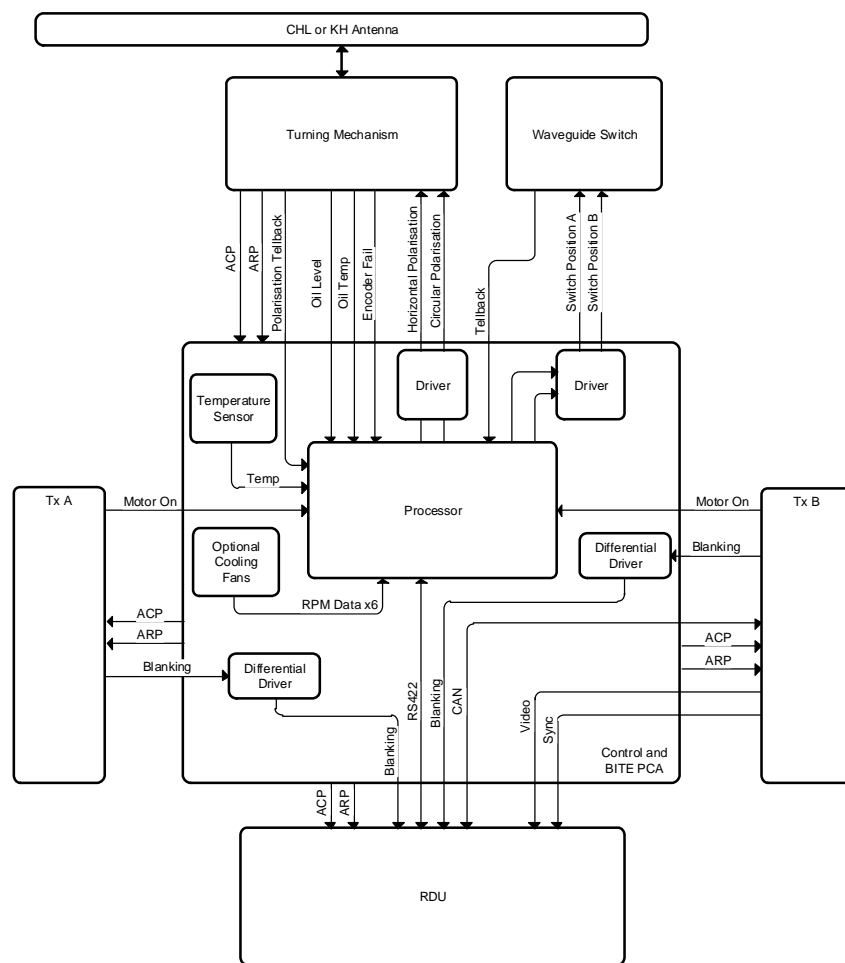 CHL or KH Antenna
Turning Mechanism
Waveguide Switch
ACP
ARP
Polarisation Tellback
Oil Level
Oil Temp
Encoder Fail
Horizontal Polarisation
Circular Polarisation
Tellback
Switch Position A
Switch Position B
Temperature
Sensor
Driver
Driver
Temp
Tx A
Motor On
Processor
Motor On
Tx B
Optional
Cooling
Fans
RPM Data x6
Differential
Driver
Blanking
ACP
ARP
Blanking
Differential
Driver
ACP
ARP
Blanking
RS422
Blanking
CAN
Video
Sync
Control and
BITE PCA
ACP
ARP
RDU